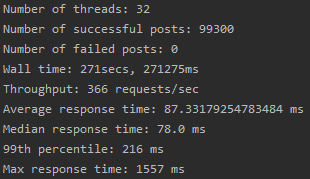 Number of threads: 32
Number of successful posts: 99300
Number of failed posts: 0
Wall time: 271secs, 271275ms
Throughput: 366 requests/sec
Average response time: 87.33179254783484 ms
Median response time: 78.0 ms
99th percentile: 216 ms
Max response time: 1557 ms